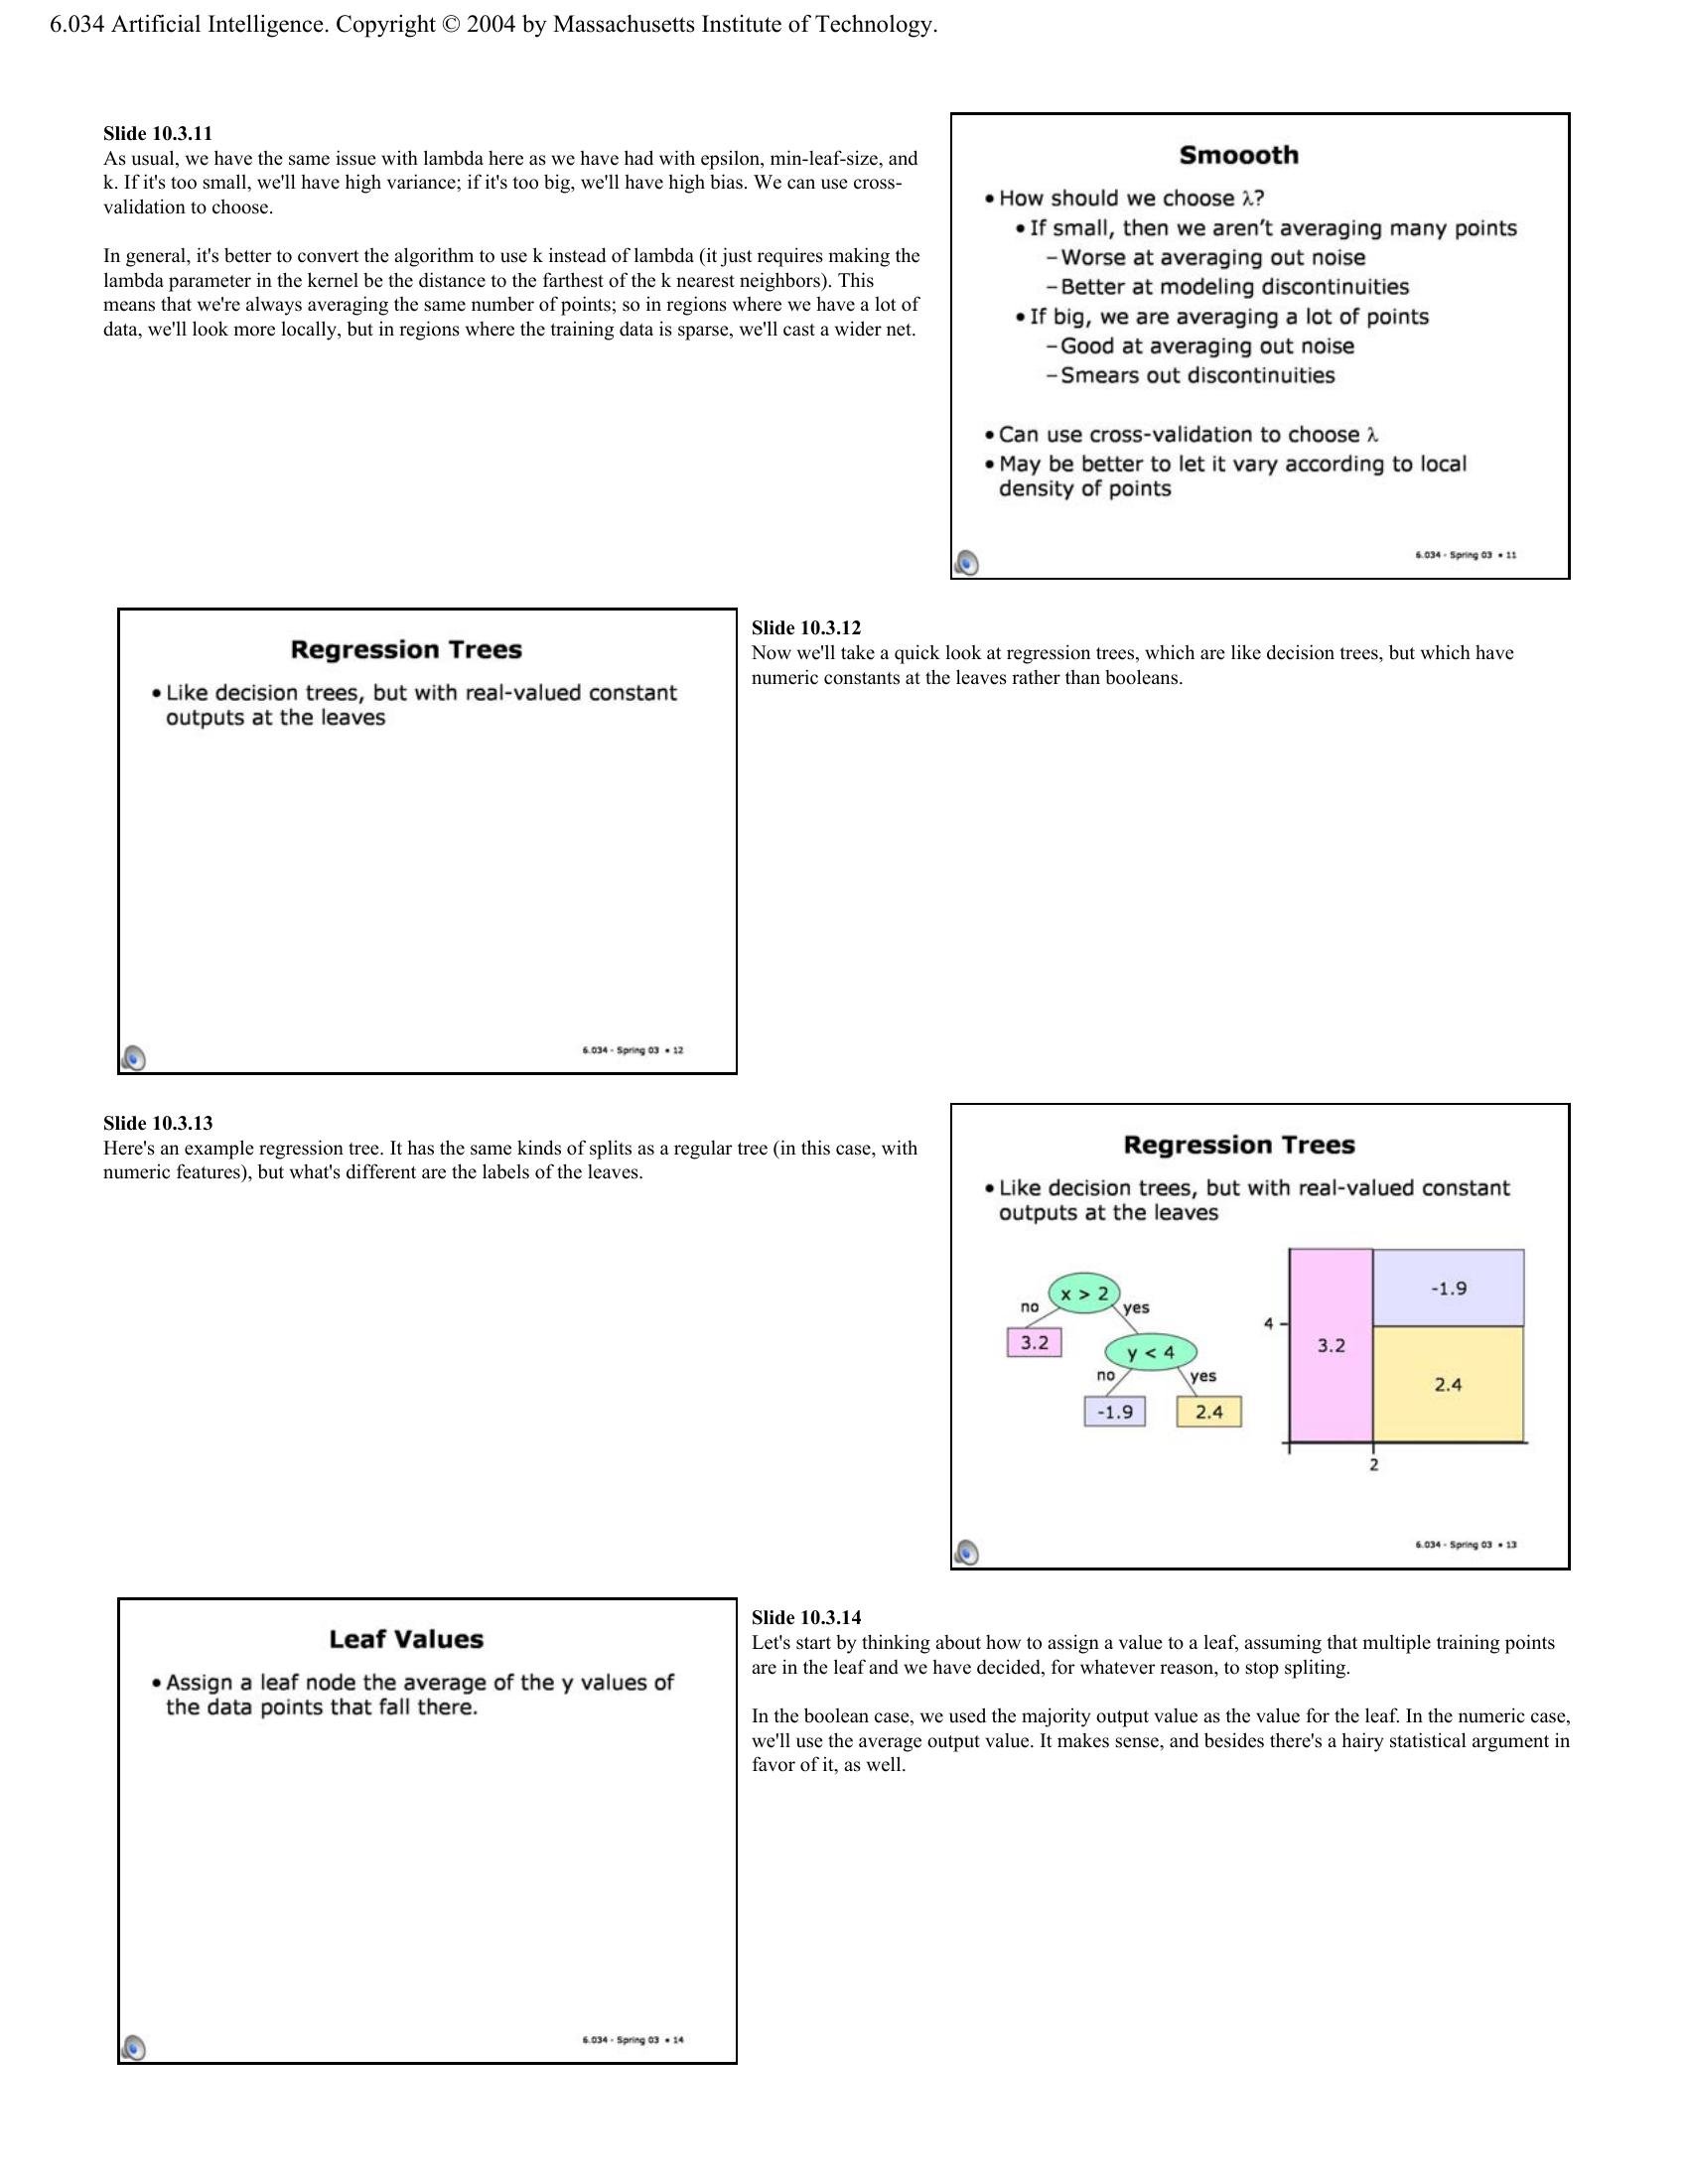 6.034 Artificial Intelligence. Copyright © 2004 by Massachusetts Institute of Technology.
Slide 10.3.11
As usual, we have the same issue with lambda here as we have had with epsilon, min-leaf-size, and
k. If it's too small, we'll have high variance; if it's too big, we'll have high bias. We can use cross-
validation to choose.
In general, it's better to convert the algorithm to use k instead of lambda (it just requires making the
lambda parameter in the kernel be the distance to the farthest of the k nearest neighbors). This
means that we're always averaging the same number of points; so in regions where we have a lot of
data, we'll look more locally, but in regions where the training data is sparse, we'll cast a wider net.
Smoooth
• How should we choose λ?
• If small, then we aren't averaging many points
– Worse at averaging out noise
– Better at modeling discontinuities
• If big, we are averaging a lot of points
– Good at averaging out noise
– Smears out discontinuities
• Can use cross-validation to choose λ
• May be better to let it vary according to local
density of points
6.034 - Spring 03 • 11
Regression Trees
• Like decision trees, but with real-valued constant
outputs at the leaves
6.034 - Spring 03 • 12
Slide 10.3.12
Now we'll take a quick look at regression trees, which are like decision trees, but which have
numeric constants at the leaves rather than booleans.
Slide 10.3.13
Here's an example regression tree. It has the same kinds of splits as a regular tree (in this case, with
numeric features), but what's different are the labels of the leaves.
Regression Trees
• Like decision trees, but with real-valued constant
outputs at the leaves
x > 2
no
yes
3.2
y < 4
no
yes
-1.9
2.4
4
3.2
-1.9
2.4
2
6.034 - Spring 03 • 13
Leaf Values
• Assign a leaf node the average of the y values of
the data points that fall there.
6.034 - Spring 03 • 14
Slide 10.3.14
Let's start by thinking about how to assign a value to a leaf, assuming that multiple training points
are in the leaf and we have decided, for whatever reason, to stop spliting.
In the boolean case, we used the majority output value as the value for the leaf. In the numeric case,
we'll use the average output value. It makes sense, and besides there's a hairy statistical argument in
favor of it, as well.